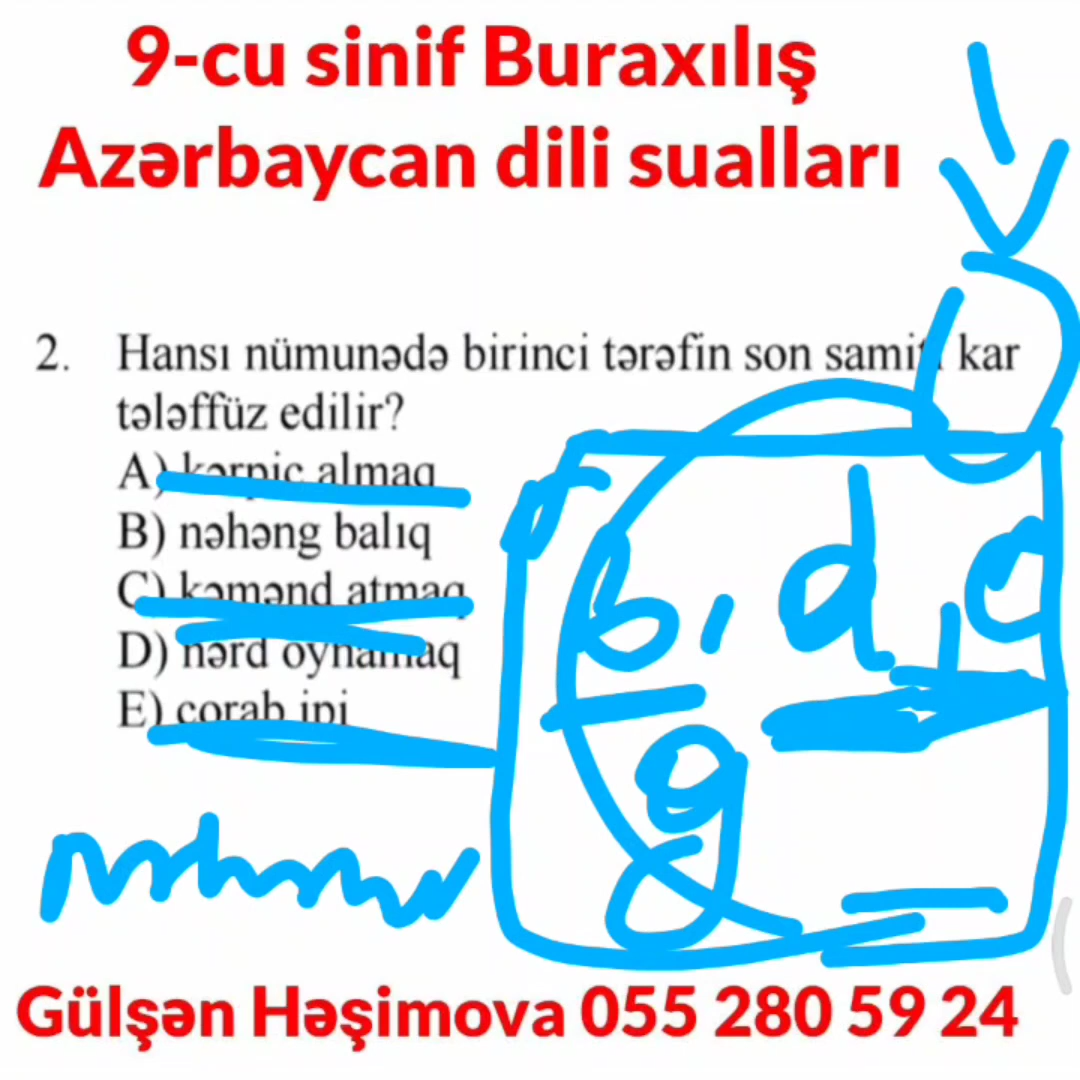 9-cu sinif Buraxılış
Azərbaycan dili sualları
2. Hansı nümunədə birinci tərəfin son samiti kar
tələffüz edilir?
A) kərpic almaq
B) nəhəng balıq
C) kəmənd atmaq
D) nərd oynamaq
E) corab ipi
b, d, c
g
Gülşən Həşimova 055 280 59 24